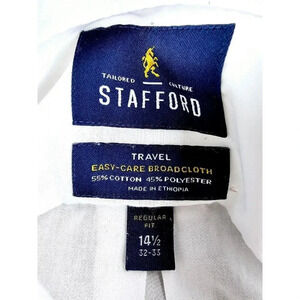 TAILORED CULTURE
STAFFORD
TRAVEL
EASY-CARE BROADCLOTH
55% COTTON 45% POLYESTER
MADE IN ETHIOPIA
REGULAR
FIT
14½
32-33